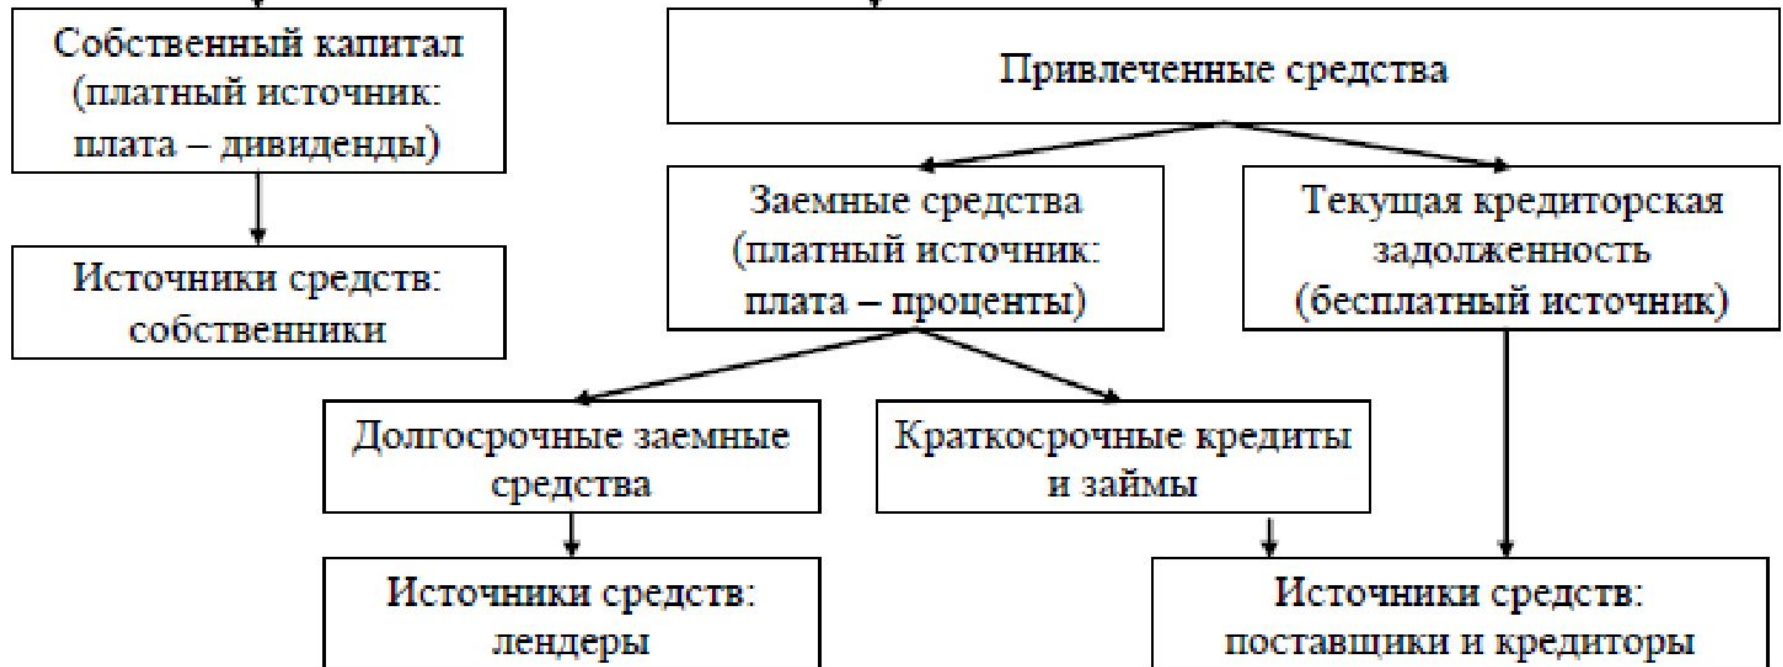 Собственный капитал
(платный источник:
плата – дивиденды)
Привлеченные средства
Источники средств:
собственники
Заемные средства
(платный источник:
плата – проценты)
Текущая кредиторская
задолженность
(бесплатный источник)
Долгосрочные заемные
средства
Краткосрочные кредиты
и займы
Источники средств:
лендеры
Источники средств:
поставщики и кредиторы